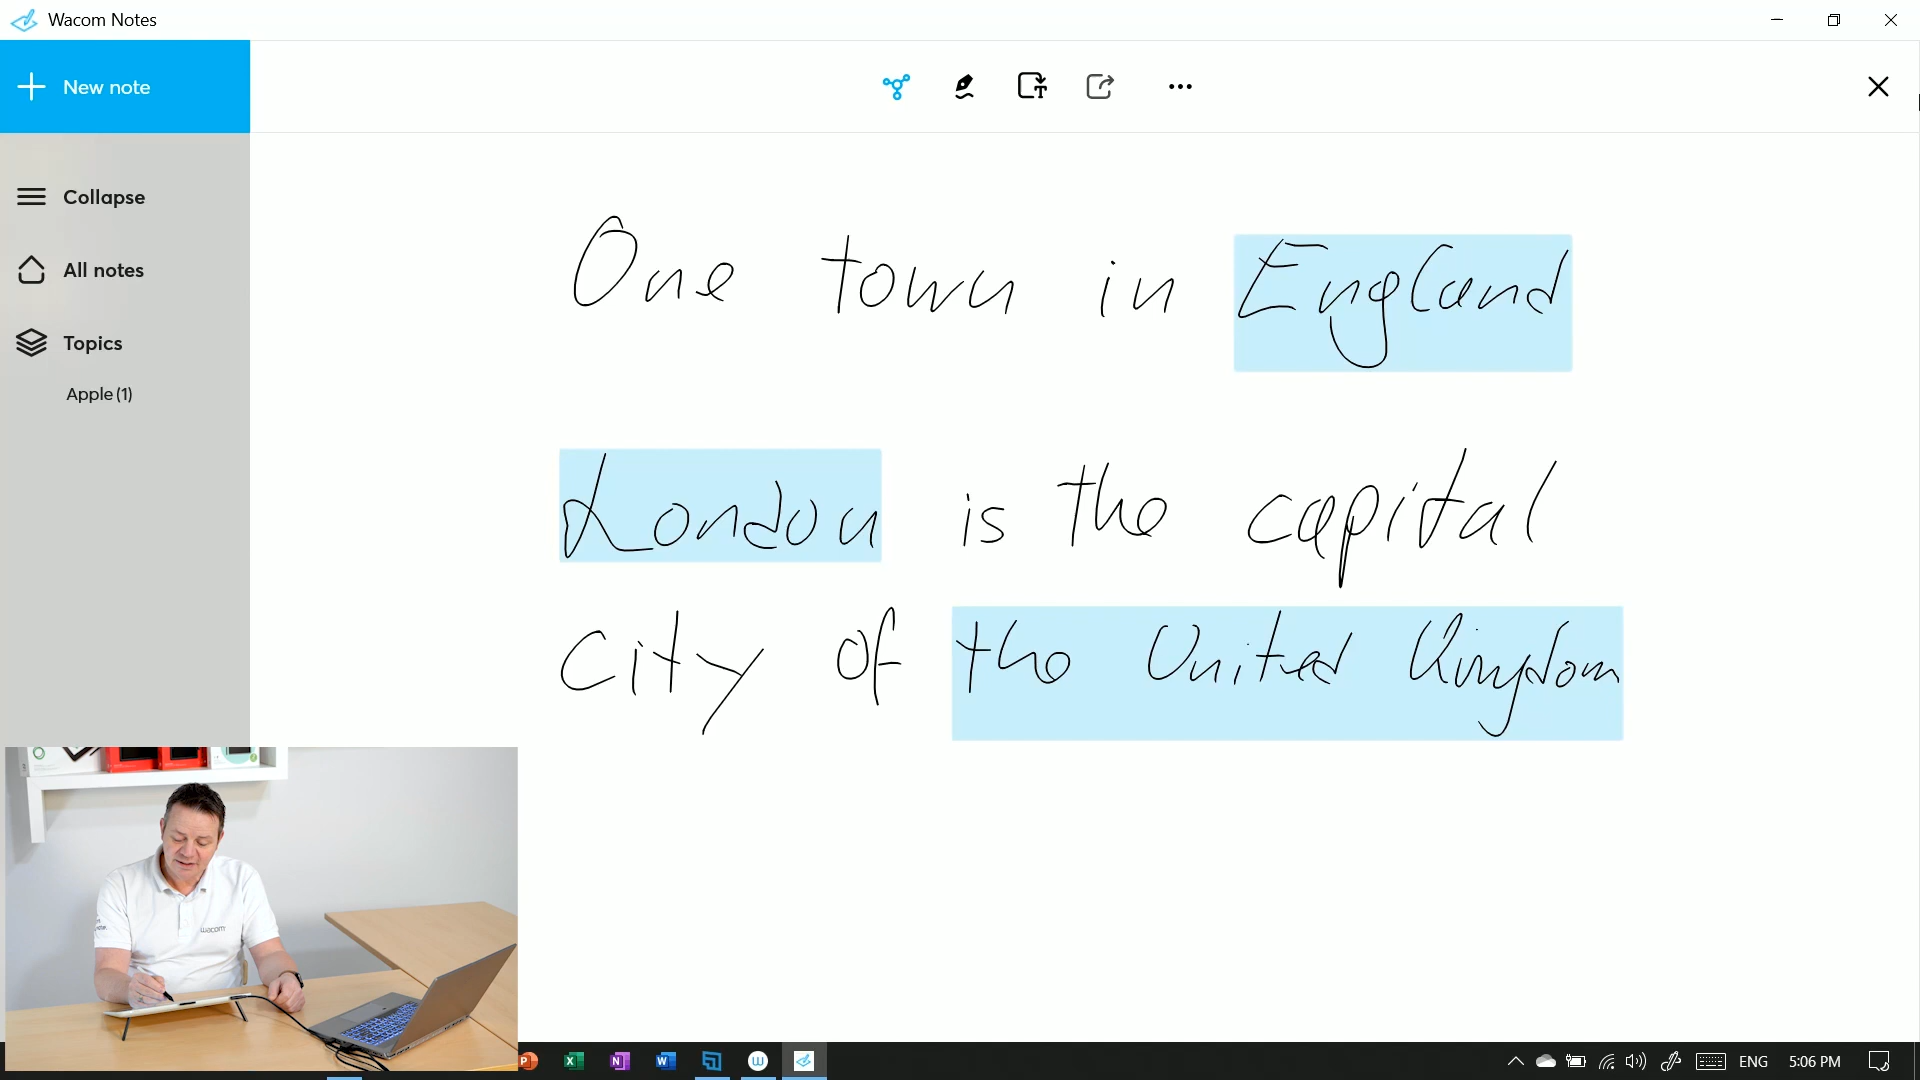 Wacom Notes
New note
Collapse
All notes
Topics
Apple (1)
One town in England
London is the capital
city of the United Kingdom
wacom
ENG 5:06 PM